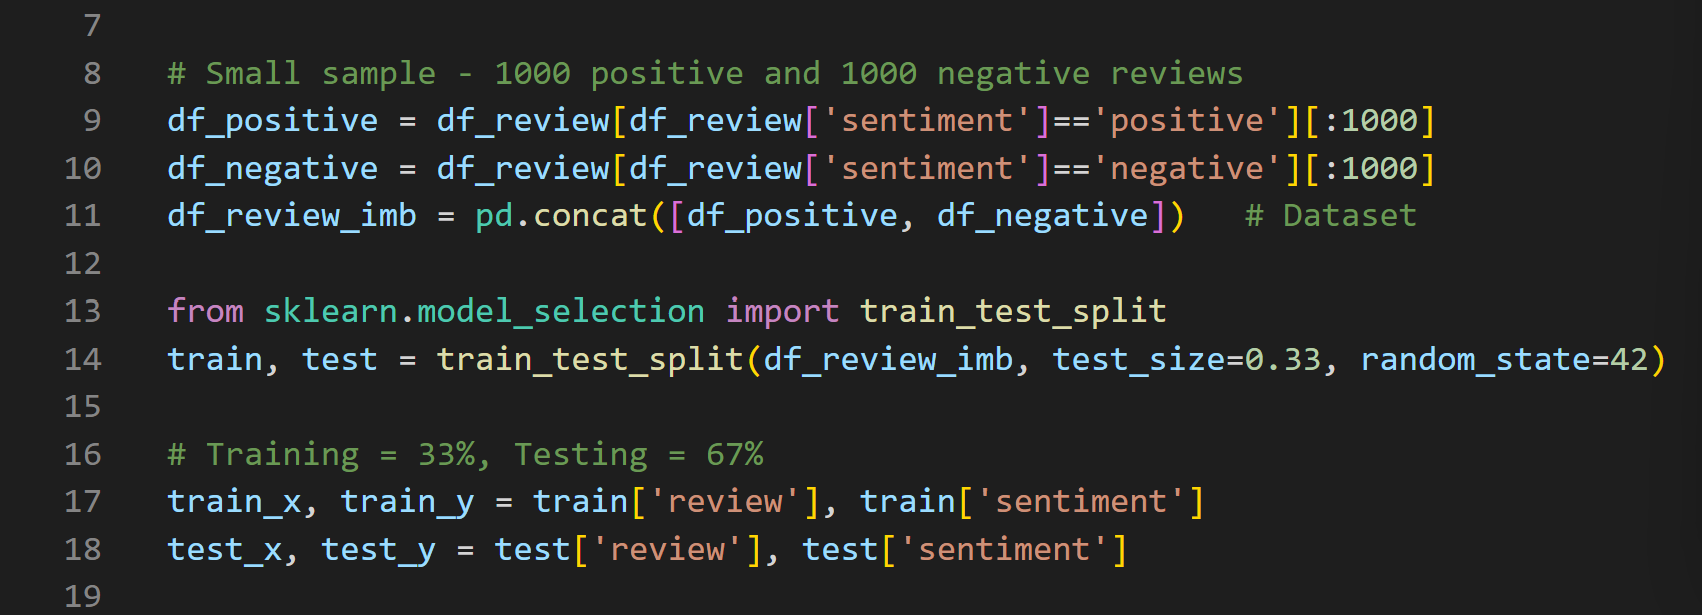 7
8 # Small sample - 1000 positive and 1000 negative reviews
9 df_positive = df_review[df_review['sentiment']=='positive'][:1000]
10 df_negative = df_review[df_review['sentiment']=='negative'][:1000]
11 df_review_imb = pd.concat([df_positive, df_negative])   # Dataset
12
13 from sklearn.model_selection import train_test_split
14 train, test = train_test_split(df_review_imb, test_size=0.33, random_state=42)
15
16 # Training = 33%, Testing = 67%
17 train_x, train_y = train['review'], train['sentiment']
18 test_x, test_y = test['review'], test['sentiment']
19